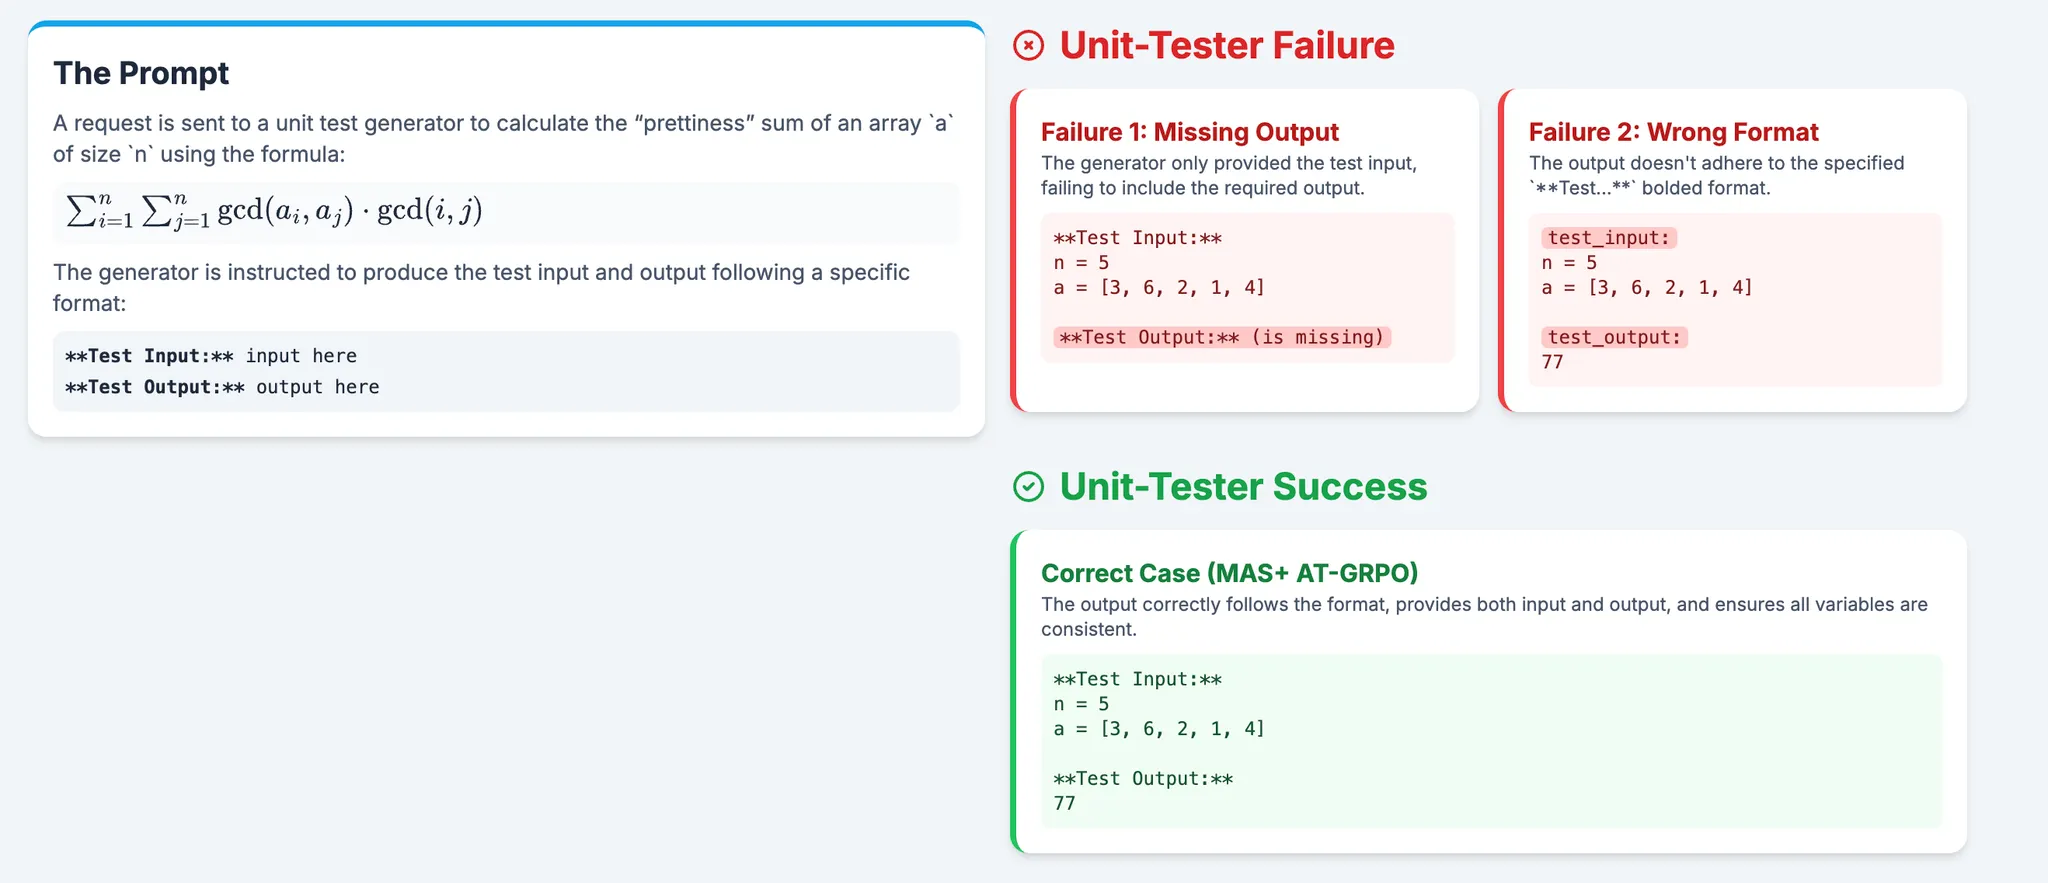 The Prompt
A request is sent to a unit test generator to calculate the “prettiness” sum of an array `a`
of size `n` using the formula:
∑ⁿᵢ₌₁ ∑ⁿⱼ₌₁ gcd(aᵢ, aⱼ) · gcd(i, j)
The generator is instructed to produce the test input and output following a specific
format:
**Test Input:** input here
**Test Output:** output here
Unit-Tester Failure
Failure 1: Missing Output
The generator only provided the test input,
failing to include the required output.
**Test Input:**
n = 5
a = [3, 6, 2, 1, 4]
**Test Output:** (is missing)
Failure 2: Wrong Format
The output doesn't adhere to the specified
`**Test...**` bolded format.
test_input:
n = 5
a = [3, 6, 2, 1, 4]
test_output:
77
Unit-Tester Success
Correct Case (MAS+ AT-GRPO)
The output correctly follows the format, provides both input and output, and ensures all variables are
consistent.
**Test Input:**
n = 5
a = [3, 6, 2, 1, 4]
**Test Output:**
77